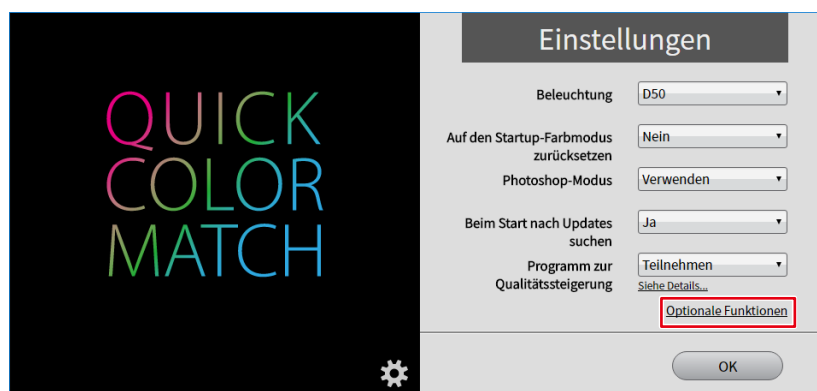 QUICK
COLOR
MATCH
Einstellungen
Beleuchtung D50
Auf den Startup-Farbmodus Nein
zurücksetzen
Photoshop-Modus Verwenden
Beim Start nach Updates Ja
suchen
Programm zur Teilnehmen
Qualitätssteigerung Siehe Details...
Optionale Funktionen
OK